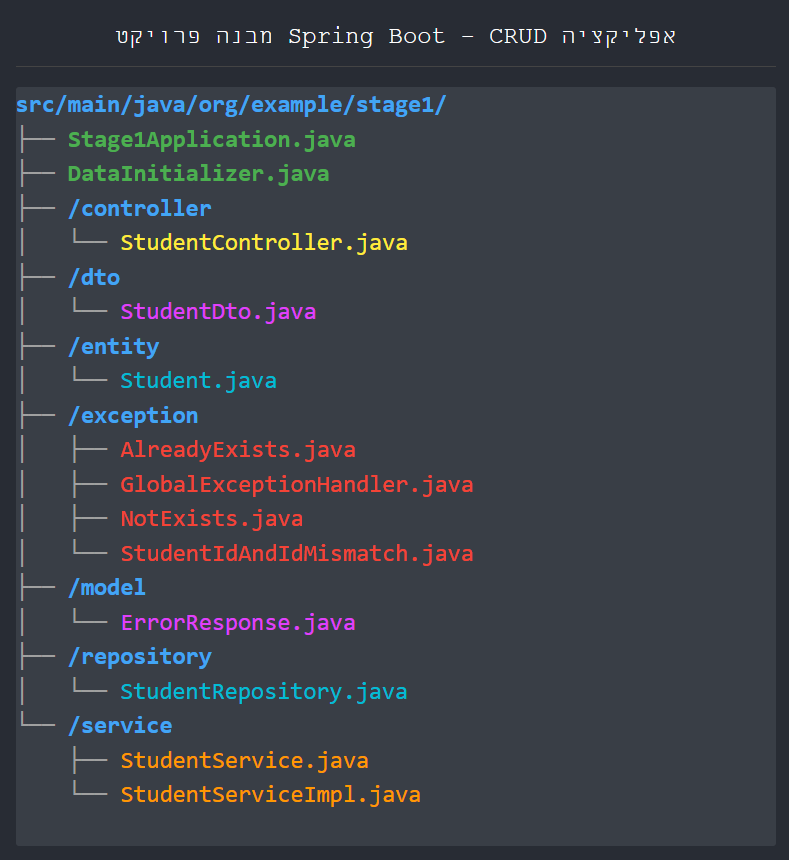 מבנה פרויקט Spring Boot – CRUD אפליקציה
src/main/java/org/example/stage1/
├── Stage1Application.java
├── DataInitializer.java
├── /controller
│   └── StudentController.java
├── /dto
│   └── StudentDto.java
├── /entity
│   └── Student.java
├── /exception
│   ├── AlreadyExists.java
│   ├── GlobalExceptionHandler.java
│   ├── NotExists.java
│   └── StudentIdAndIdMismatch.java
├── /model
│   └── ErrorResponse.java
├── /repository
│   └── StudentRepository.java
└── /service
    ├── StudentService.java
    └── StudentServiceImpl.java